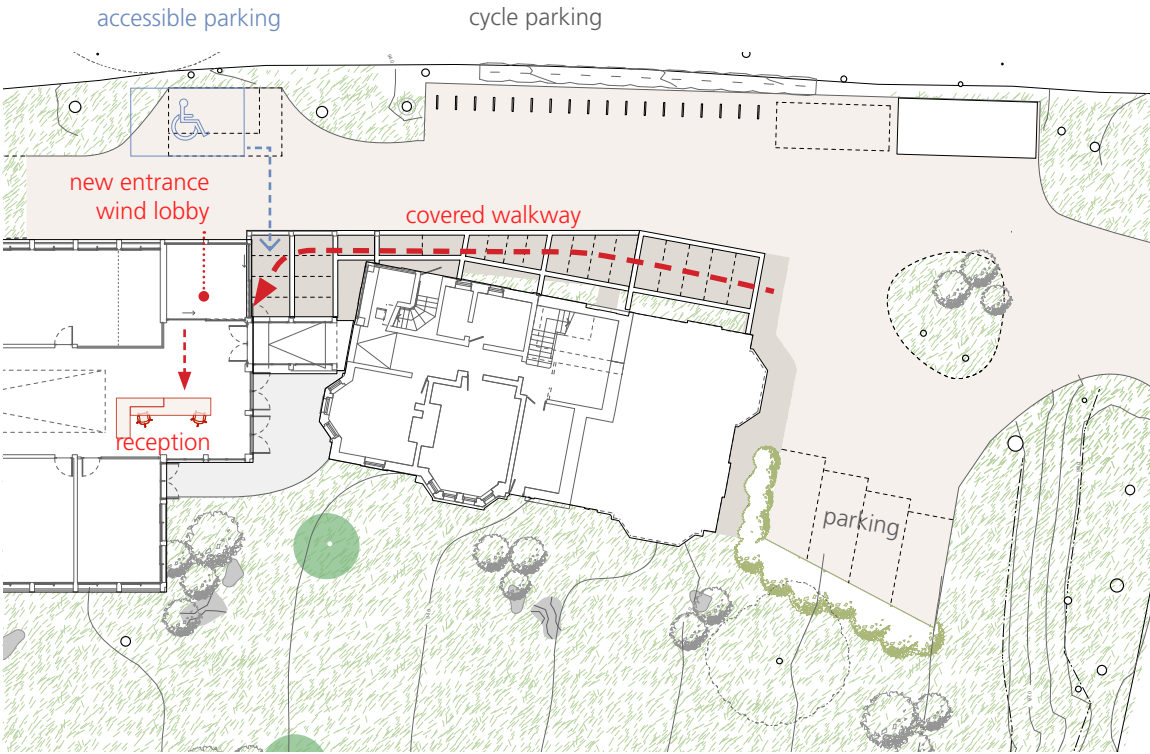 accessible parking
cycle parking
new entrance
wind lobby
covered walkway
reception
parking